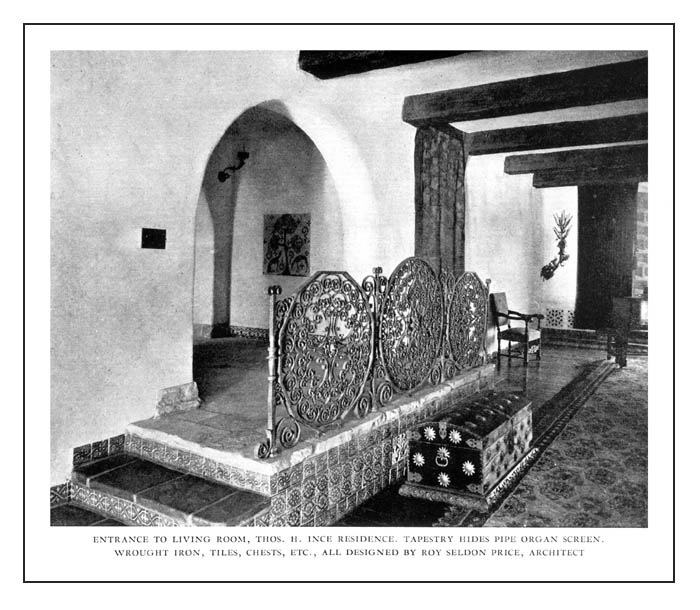 ENTRANCE TO LIVING ROOM, THOS. H. INCE RESIDENCE. TAPESTRY HIDES PIPE ORGAN SCREEN.
WROUGHT IRON, TILES, CHESTS, ETC., ALL DESIGNED BY ROY SELDON PRICE, ARCHITECT